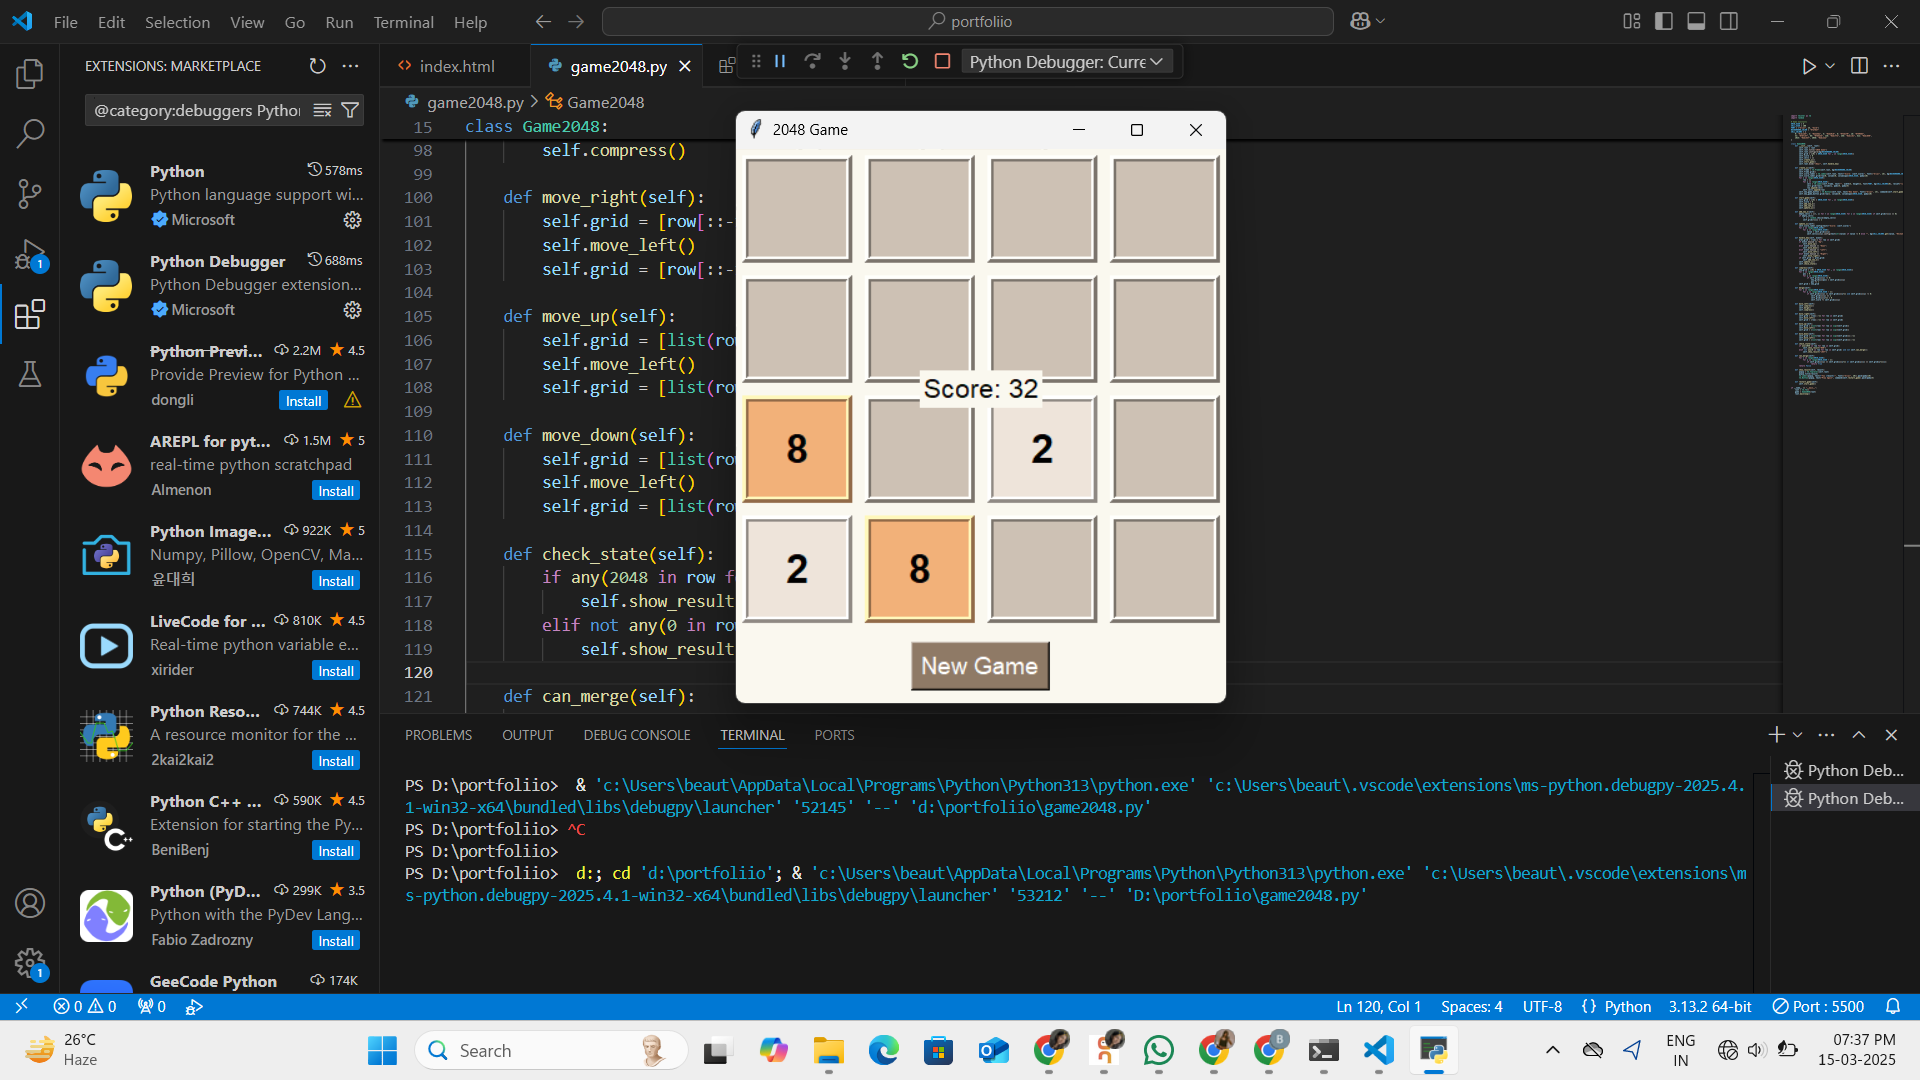 File Edit Selection View Go Run Terminal Help
portfoliio
EXTENSIONS: MARKETPLACE
@category:debuggers Pythor
Python
578ms
Python language support wi...
Microsoft
Python Debugger
688ms
Python Debugger extension...
Microsoft
Python Previ...
2.2M
4.5
Provide Preview for Python ...
dongli
Install
AREPL for pyt...
1.5M
5
real-time python scratchpad
Almenon
Install
Python Image...
922K
5
Numpy, Pillow, OpenCV, Ma...
윤대희
Install
LiveCode for ...
810K
4.5
Real-time python variable e...
xirider
Install
Python Reso...
744K
4.5
A resource monitor for the ...
2kai2kai2
Install
Python C++ ...
590K
4.5
Extension for starting the Py...
BeniBenj
Install
Python (PyD...
299K
3.5
Python with the PyDev Lang...
Fabio Zadrozny
Install
GeeCode Python
174K
index.html
game2048.py
Python Debugger: Curre
game2048.py > Game2048
15 class Game2048:
98 self.compress()
99
100 def move_right(self):
101 self.grid = [row[::-
102 self.move_left()
103 self.grid = [row[::-
104
105 def move_up(self):
106 self.grid = [list(ro
107 self.move_left()
108 self.grid = [list(ro
109
110 def move_down(self):
111 self.grid = [list(ro
112 self.move_left()
113 self.grid = [list(ro
114
115 def check_state(self):
116 if any(2048 in row f
117 self.show_result
118 elif not any(0 in ro
119 self.show_result
120
121 def can_merge(self):
2048 Game
Score: 32
8 2
2 8
New Game
PROBLEMS OUTPUT DEBUG CONSOLE TERMINAL PORTS
PS D:\portfoliio> & 'c:\Users\beaut\AppData\Local\Programs\Python\Python313\python.exe' 'c:\Users\beaut\.vscode\extensions\ms-python.debugpy-2025.4.
1-win32-x64\bundled\libs\debugpy\launcher' '52145' '--' 'd:\portfoliio\game2048.py'
PS D:\portfoliio> ^C
PS D:\portfoliio>
PS D:\portfoliio> d:; cd 'd:\portfoliio'; & 'c:\Users\beaut\AppData\Local\Programs\Python\Python313\python.exe' 'c:\Users\beaut\.vscode\extensions\m
s-python.debugpy-2025.4.1-win32-x64\bundled\libs\debugpy\launcher' '53212' '--' 'D:\portfoliio\game2048.py'
Python Deb...
Python Deb...
1
1
0 0 0
Ln 120, Col 1 Spaces: 4 UTF-8 {} Python 3.13.2 64-bit Port : 5500
26°C
Haze
Search
B
ENG
IN
07:37 PM
15-03-2025